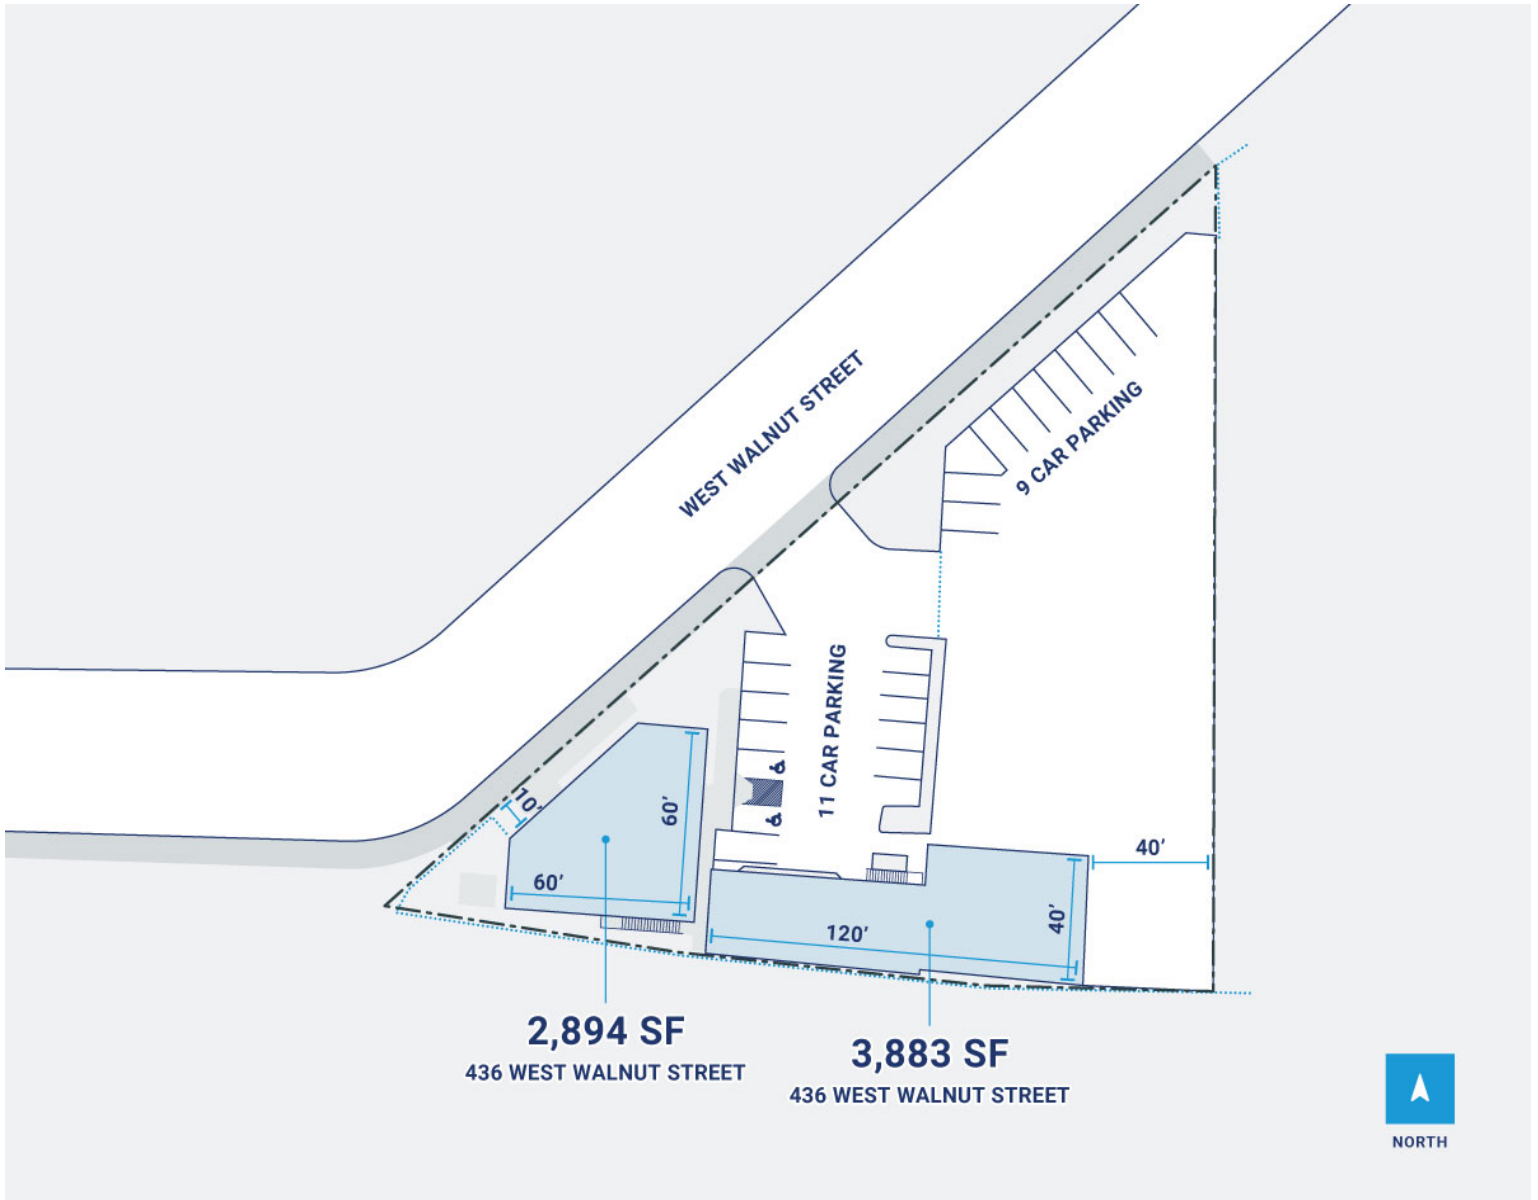 WEST WALNUT STREET
9 CAR PARKING
11 CAR PARKING
10’
60’
60’
40’
40’
120’
2,894 SF
436 WEST WALNUT STREET
3,883 SF
436 WEST WALNUT STREET
NORTH